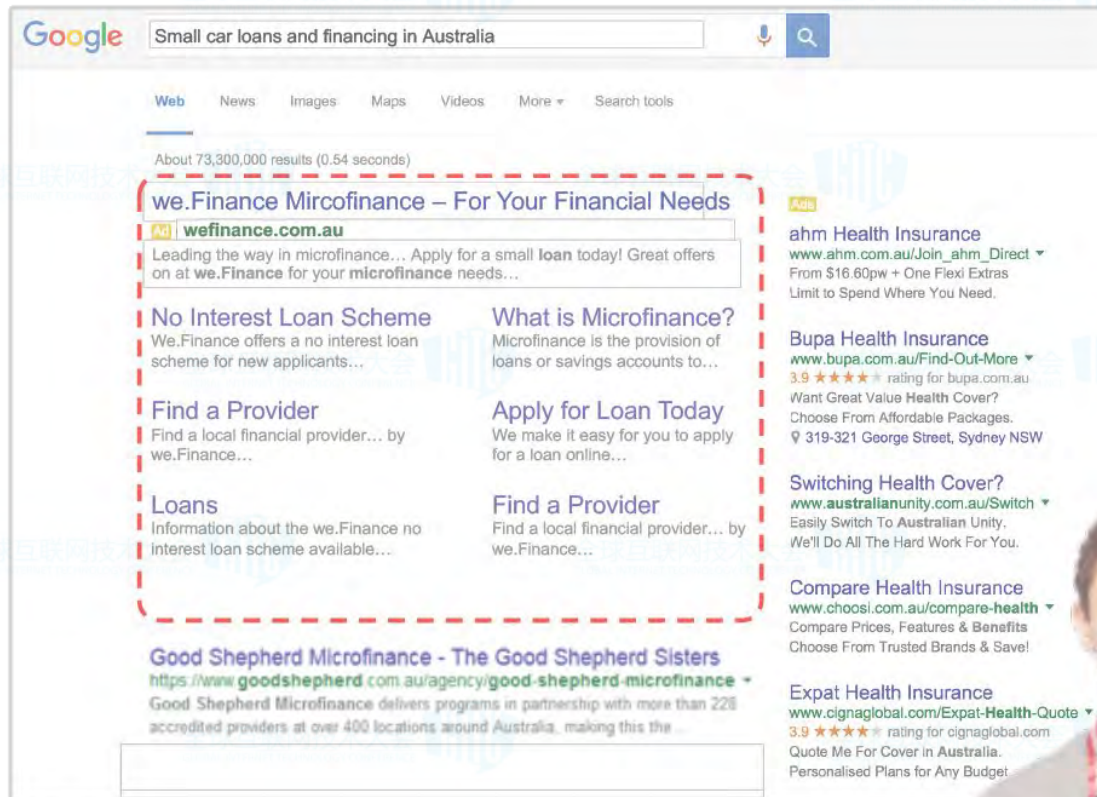 Google
Small car loans and financing in Australia
Web News Images Maps Videos More Search tools
About 73,300,000 results (0.54 seconds)
we.Finance Mircofinance – For Your Financial Needs
Ad wefinance.com.au
Leading the way in microfinance... Apply for a small loan today! Great offers
on at we.Finance for your microfinance needs...
No Interest Loan Scheme
We.Finance offers a no interest loan
scheme for new applicants...
What is Microfinance?
Microfinance is the provision of
loans or savings accounts to...
Find a Provider
Find a local financial provider... by
we.Finance...
Apply for Loan Today
We make it easy for you to apply
for a loan online...
Loans
Information about the we.Finance no
interest loan scheme available...
Find a Provider
Find a local financial provider... by
we.Finance...
Good Shepherd Microfinance - The Good Shepherd Sisters
https://www.goodshepherd.com.au/agency/good-shepherd-microfinance
Good Shepherd Microfinance delivers programs in partnership with more than 228
accredited providers at over 400 locations around Australia, making this the ...
Ads
ahm Health Insurance
www.ahm.com.au/Join_ahm_Direct
From $16.60pw + One Flexi Extras
Limit to Spend Where You Need.
Bupa Health Insurance
www.bupa.com.au/Find-Out-More
3.9 ★★★★★ rating for bupa.com.au
Want Great Value Health Cover?
Choose From Affordable Packages.
319-321 George Street, Sydney NSW
Switching Health Cover?
www.australianunity.com.au/Switch
Easily Switch To Australian Unity.
We'll Do All The Hard Work For You.
Compare Health Insurance
www.choosi.com.au/compare-health
Compare Prices, Features & Benefits
Choose From Trusted Brands & Save!
Expat Health Insurance
www.cignaglobal.com/Expat-Health-Quote
3.9 ★★★★★ rating for cignaglobal.com
Quote Me For Cover in Australia.
Personalised Plans for Any Budget